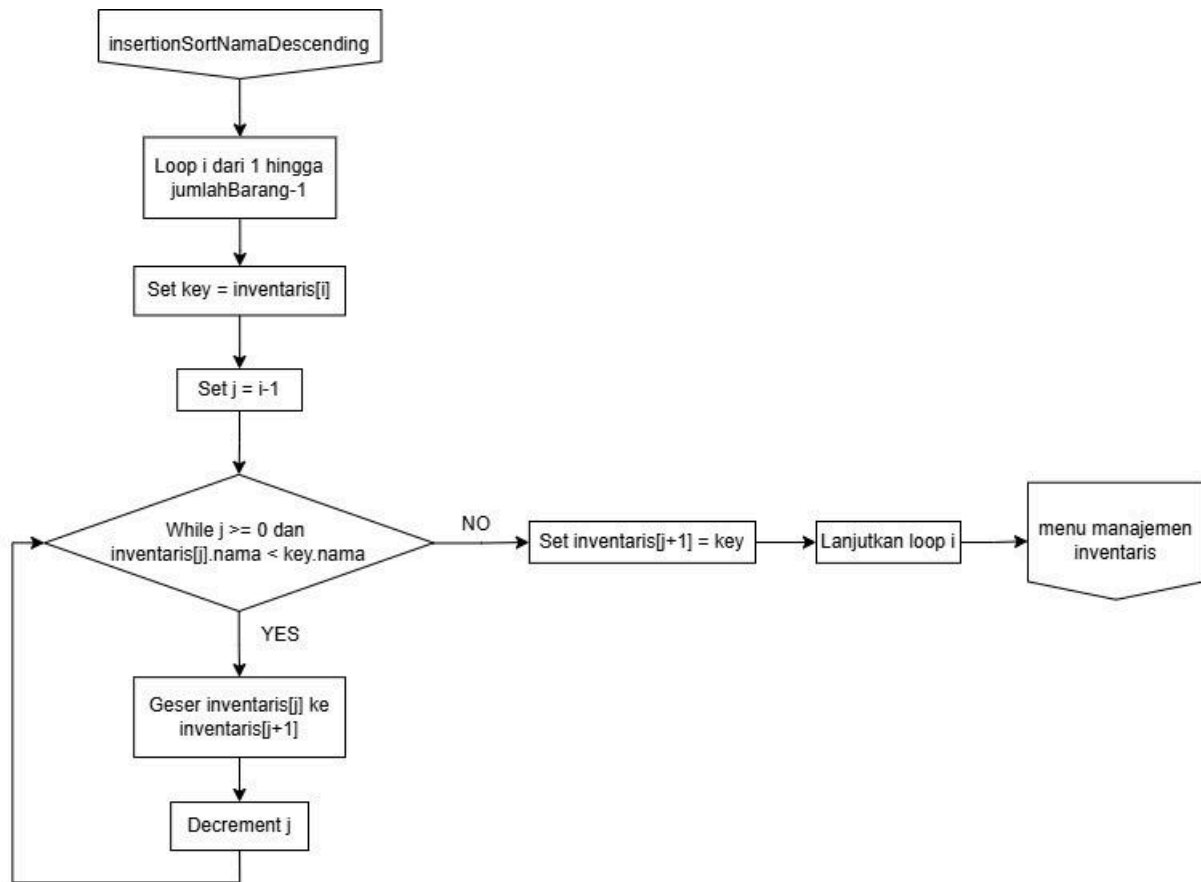 insertionSortNamaDescending
Loop i dari 1 hingga
jumlahBarang-1
Set key = inventaris[i]
Set j = i-1
While j >= 0 dan
inventaris[j].nama < key.nama
NO
Set inventaris[j+1] = key
Lanjutkan loop i
menu manajemen
inventaris
YES
Geser inventaris[j] ke
inventaris[j+1]
Decrement j